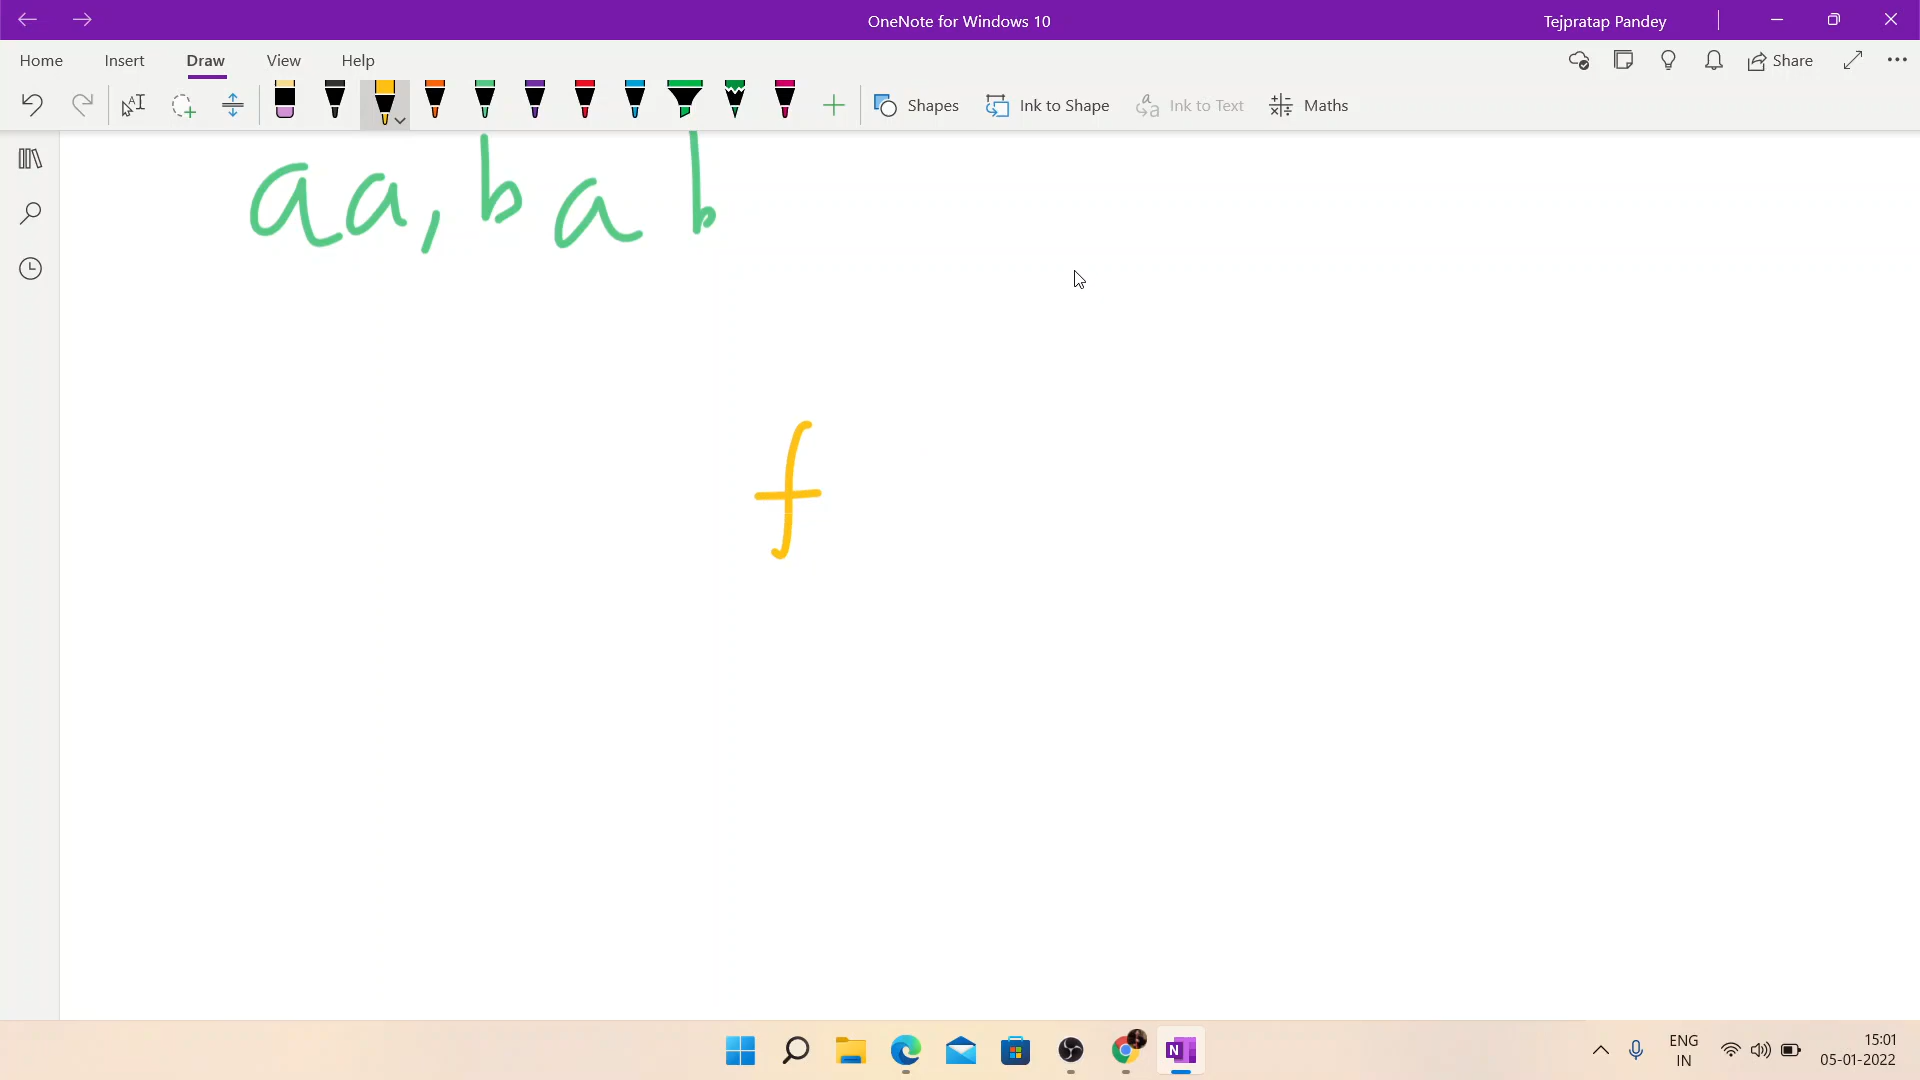 OneNote for Windows 10 Tejpratap Pandey
Home Insert Draw View Help Share
Shapes Ink to Shape Ink to Text Maths
aa, b a b
f
ENG 15:01
IN 05-01-2022